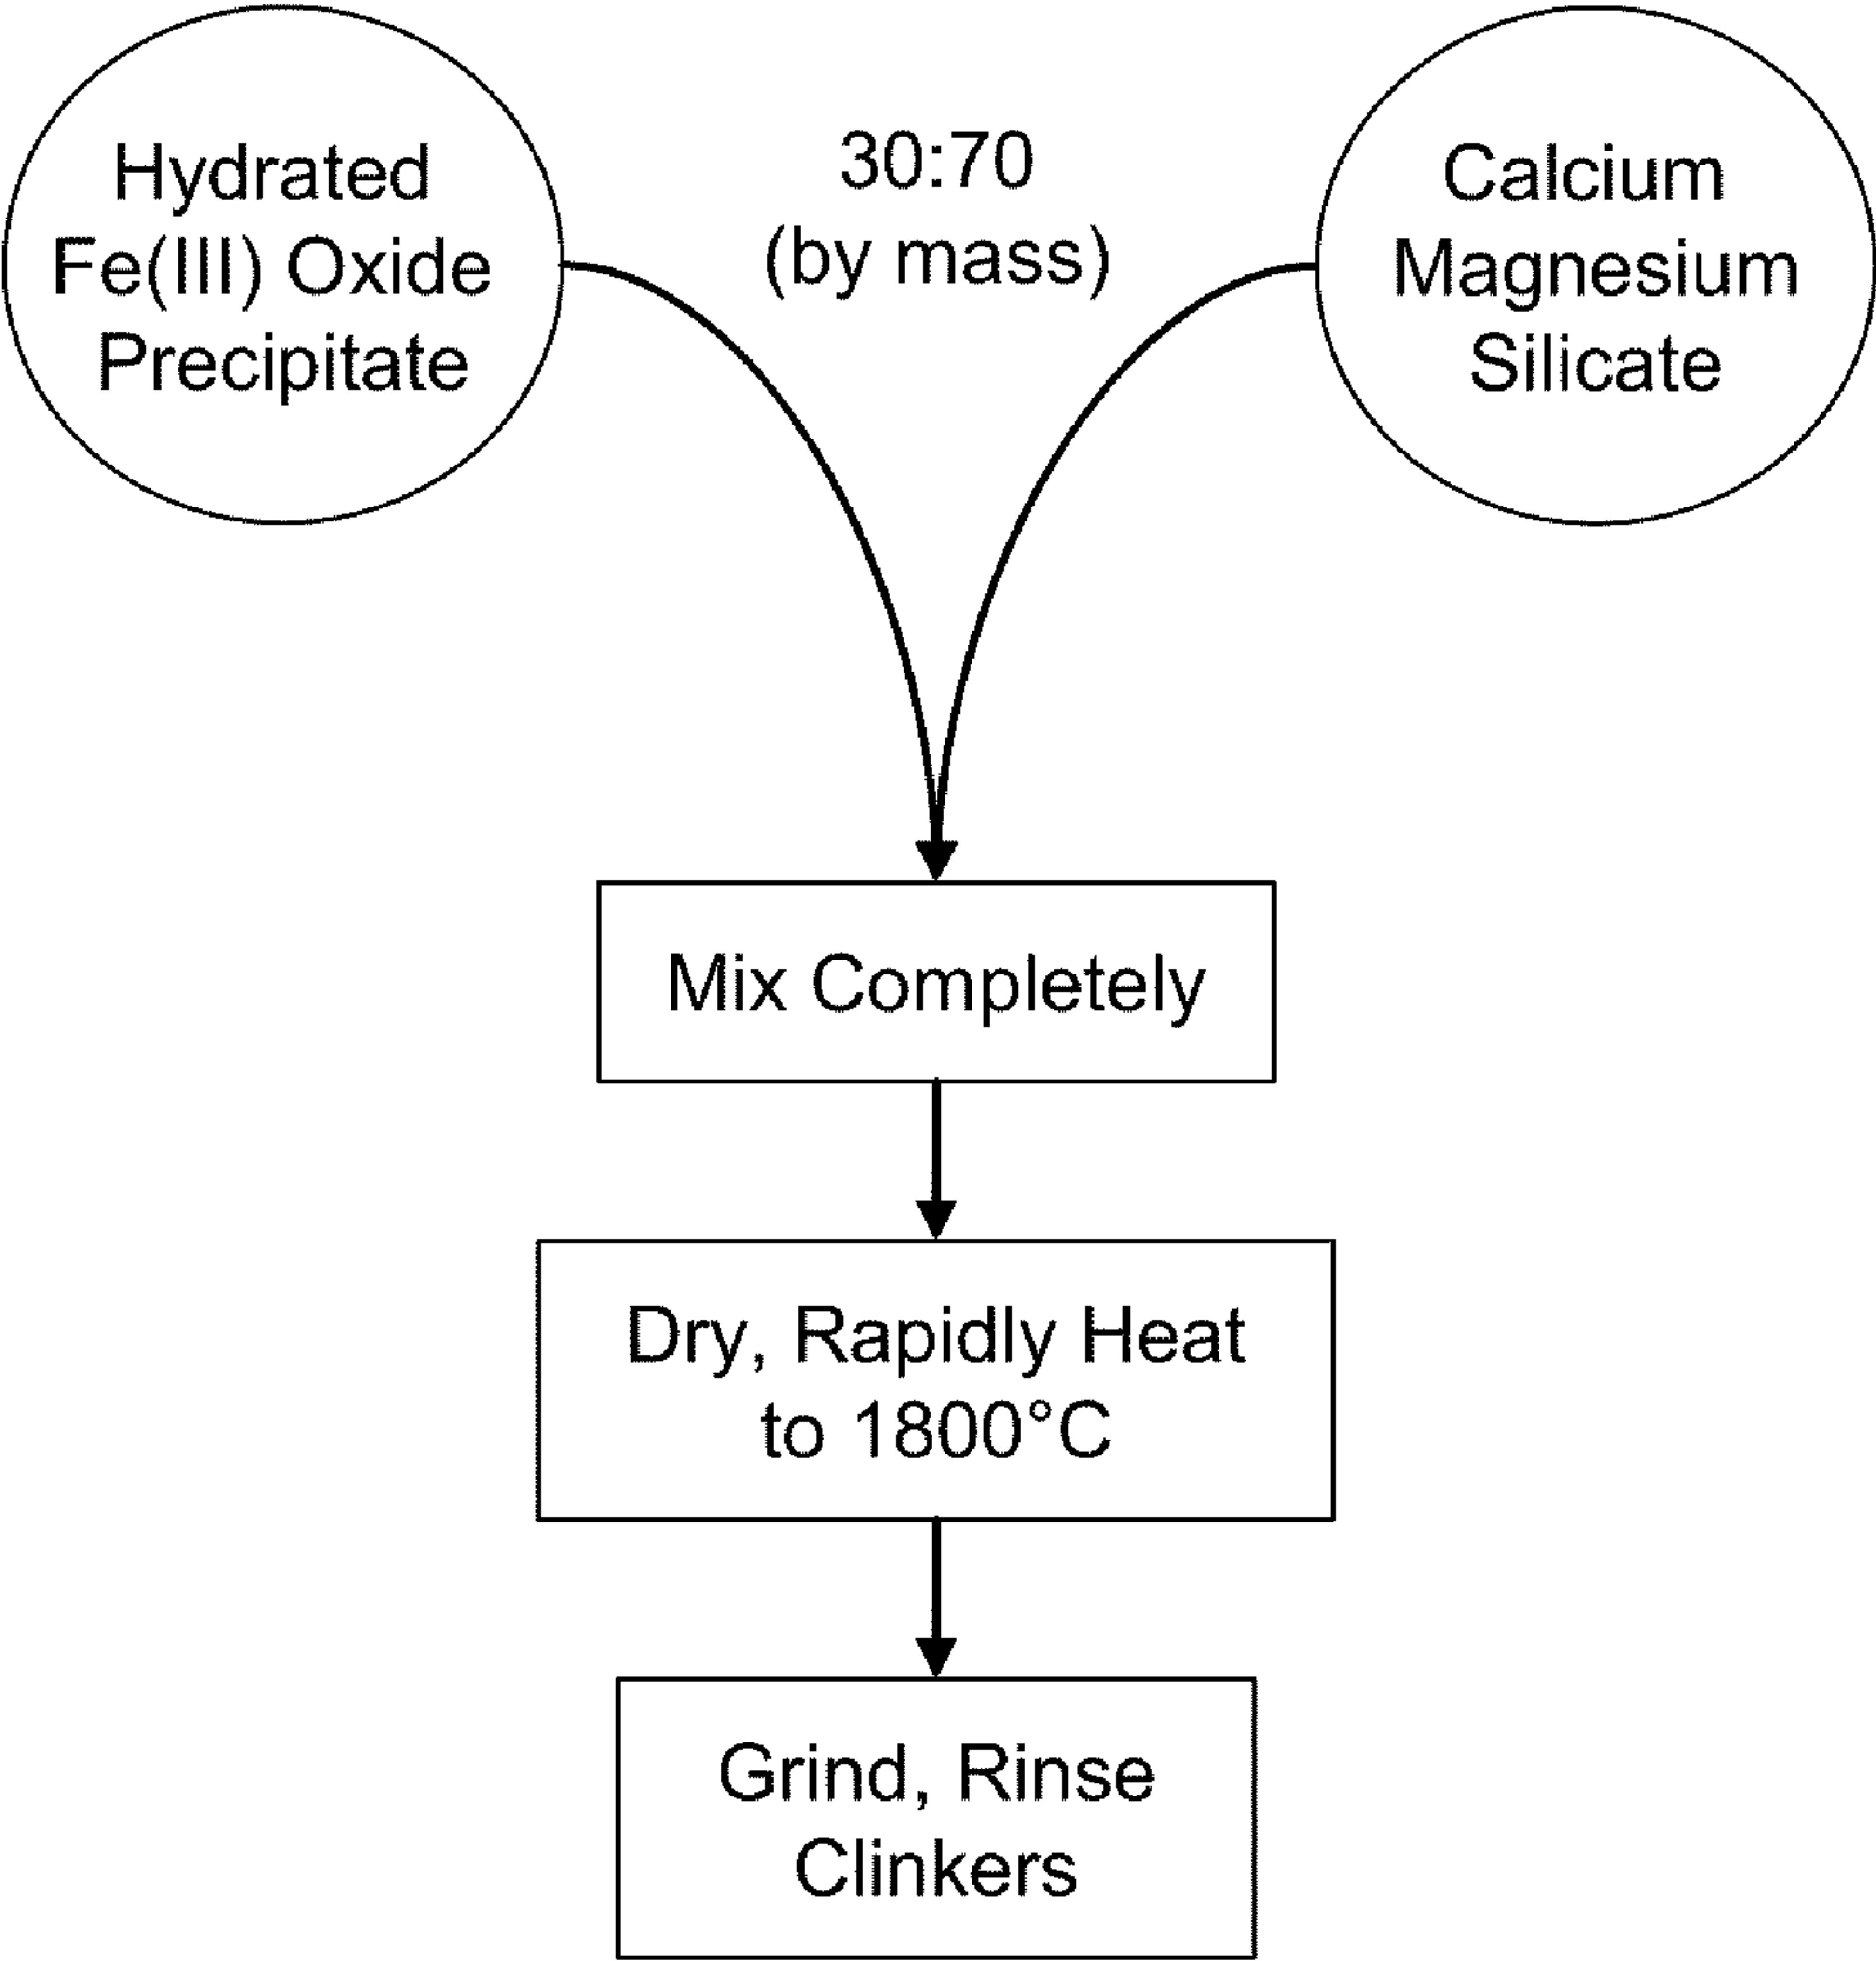 Hydrated
Fe(III) Oxide
Precipitate
30:70
(by mass)
Calcium
Magnesium
Silicate
Mix Completely
Dry, Rapidly Heat
to 1800°C
Grind, Rinse
Clinkers